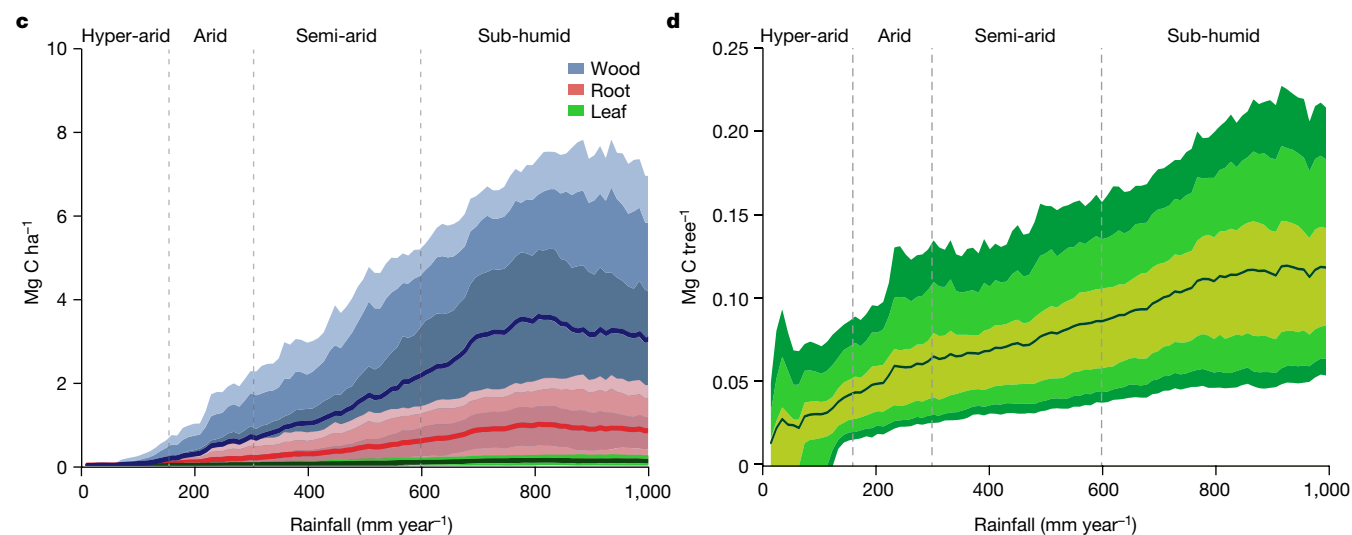 c
Hyper-arid Arid Semi-arid Sub-humid
10
8
6
4
2
0
Mg C ha⁻¹
Wood
Root
Leaf
0 200 400 600 800 1,000
Rainfall (mm year⁻¹)
d
Hyper-arid Arid Semi-arid Sub-humid
0.25
0.20
0.15
0.10
0.05
0
Mg C tree⁻¹
0 200 400 600 800 1,000
Rainfall (mm year⁻¹)